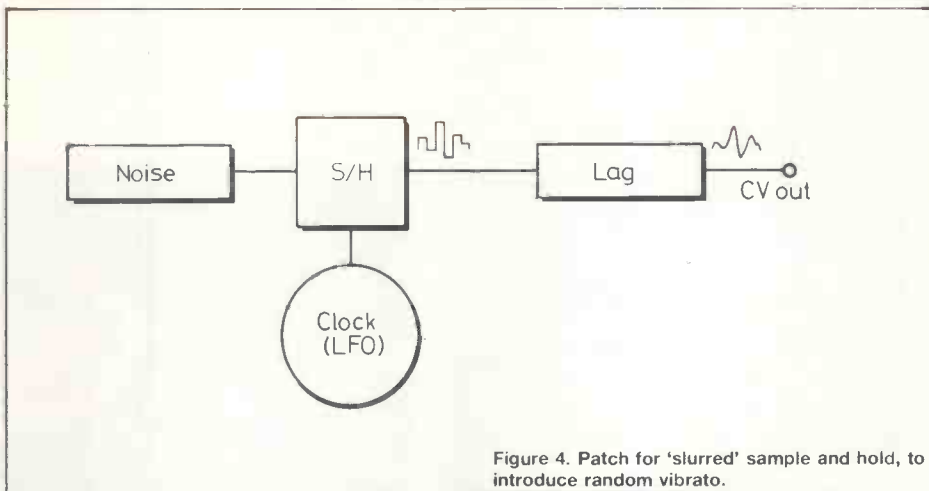 Noise
S/H
Lag
CV out
Clock
(LFO)
Figure 4. Patch for ‘slurred’ sample and hold, to
introduce random vibrato.